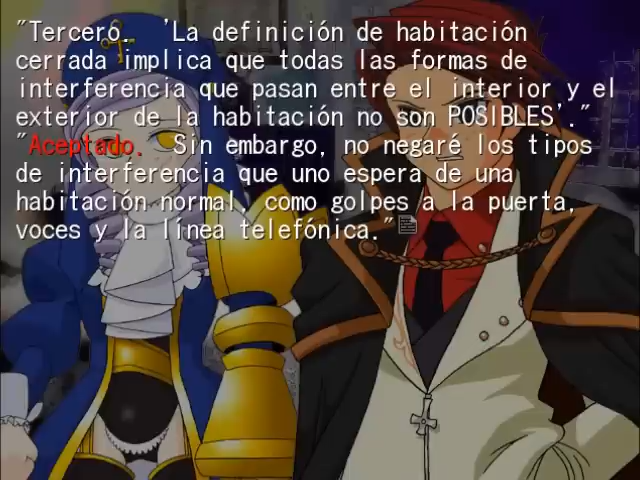 "Tercero.  'La definición de habitación
cerrada implica que todas las formas de
interferencia que pasan entre el interior y el
exterior de la habitación no son POSIBLES'."
"Aceptado.  Sin embargo, no negaré los tipos
de interferencia que uno espera de una
habitación normal, como golpes a la puerta,
voces y la línea telefónica."